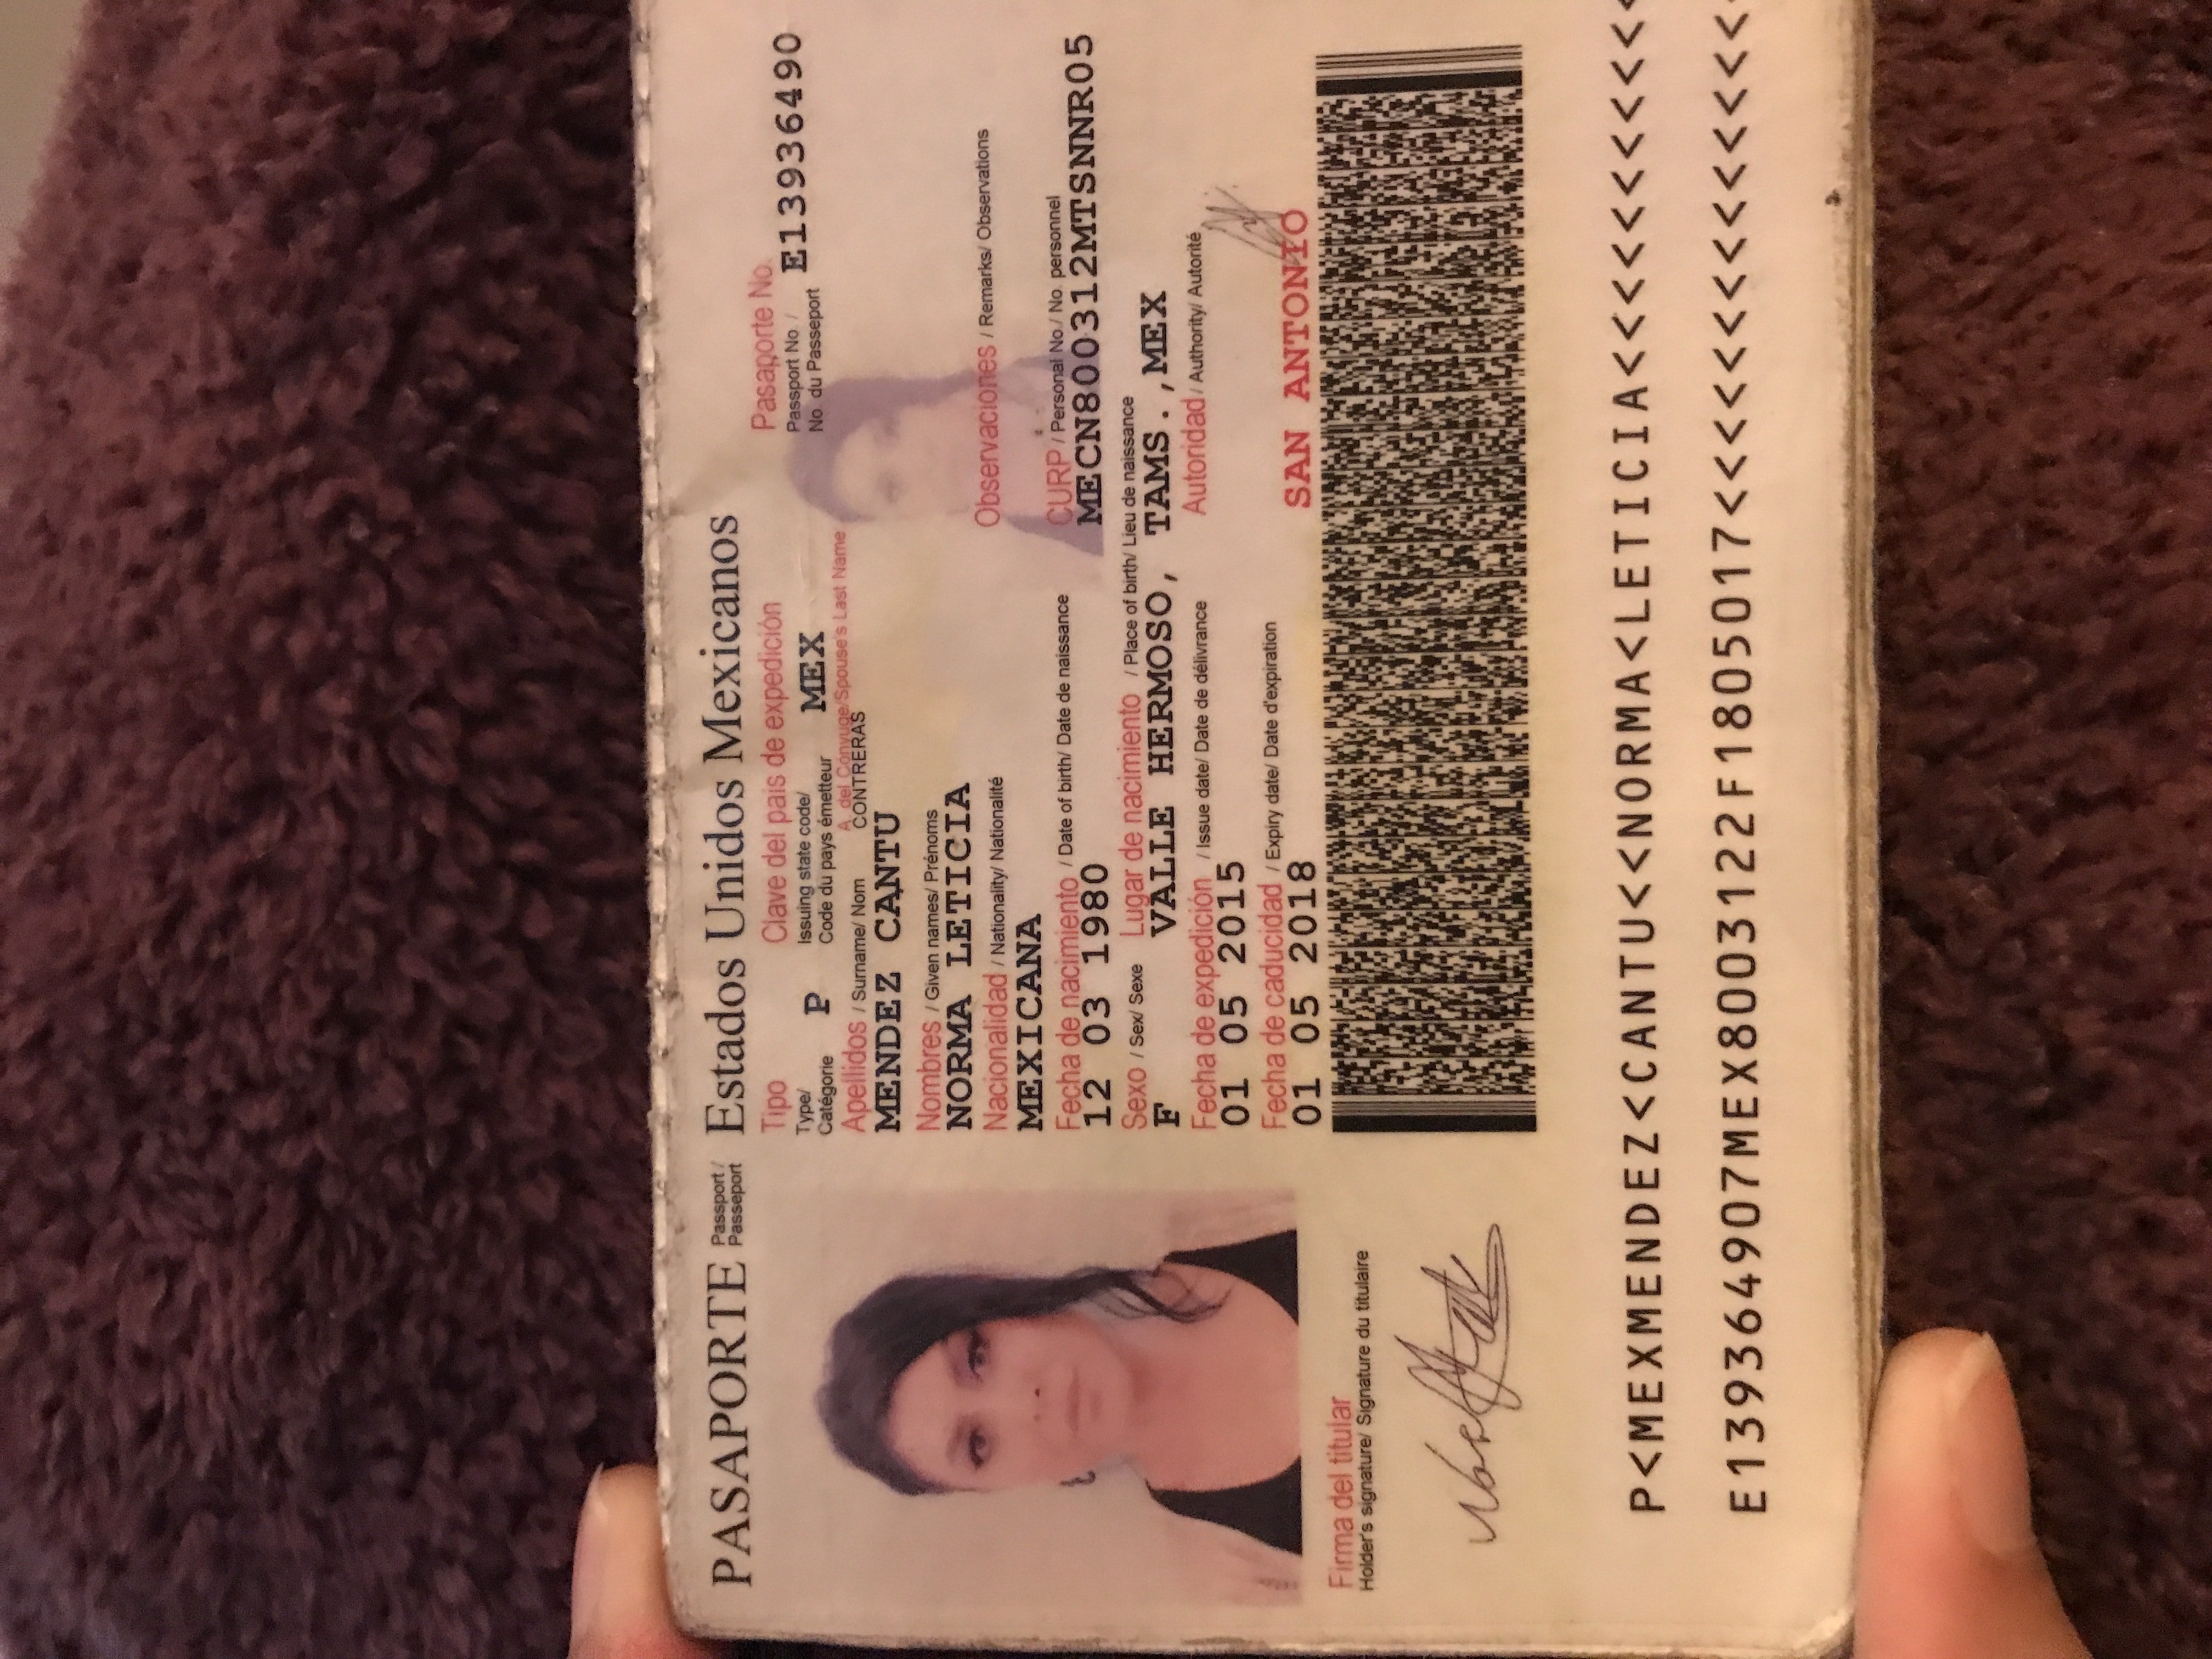 PASAPORTE Passport/ Passeport Estados Unidos Mexicanos
Tipo Clave del pais de expedición Pasaporte No.
Type/ Issuing state code/ Passport No. /
Catégorie P Code du pays émetteur MEX No. du Passeport E13936490
Apellidos / Surname/ Nom A. del Conyuge/Spouse's Last Name
CONTRERAS
MENDEZ CANTU
Nombres / Given names/ Prénoms
NORMA LETICIA
Nacionalidad / Nationality/ Nationalité Observaciones / Remarks/ Observations
MEXICANA
Fecha de nacimiento / Date of birth/ Date de naissance CURP / Personal No./ No. personnel
12 03 1980 MECN800312MTSNNR05
Sexo / Sex/ Sexe Lugar de nacimiento / Place of birth/ Lieu de naissance
F VALLE HERMOSO, TAMS.,MEX
Fecha de expedición / Issue date/ Date de délivrance Autoridad / Authority/ Autorité
01 05 2015
Fecha de caducidad / Expiry date/ Date d'expiration
01 05 2018 SAN ANTONIO
Firma del titular
Holder's signature/ Signature du titulaire
P<MEXMENDEZ<CANTU<<NORMA<LETICIA<<<<<<<<<<
E139364907MEX8003122F1805017<<<<<<<<<<<<